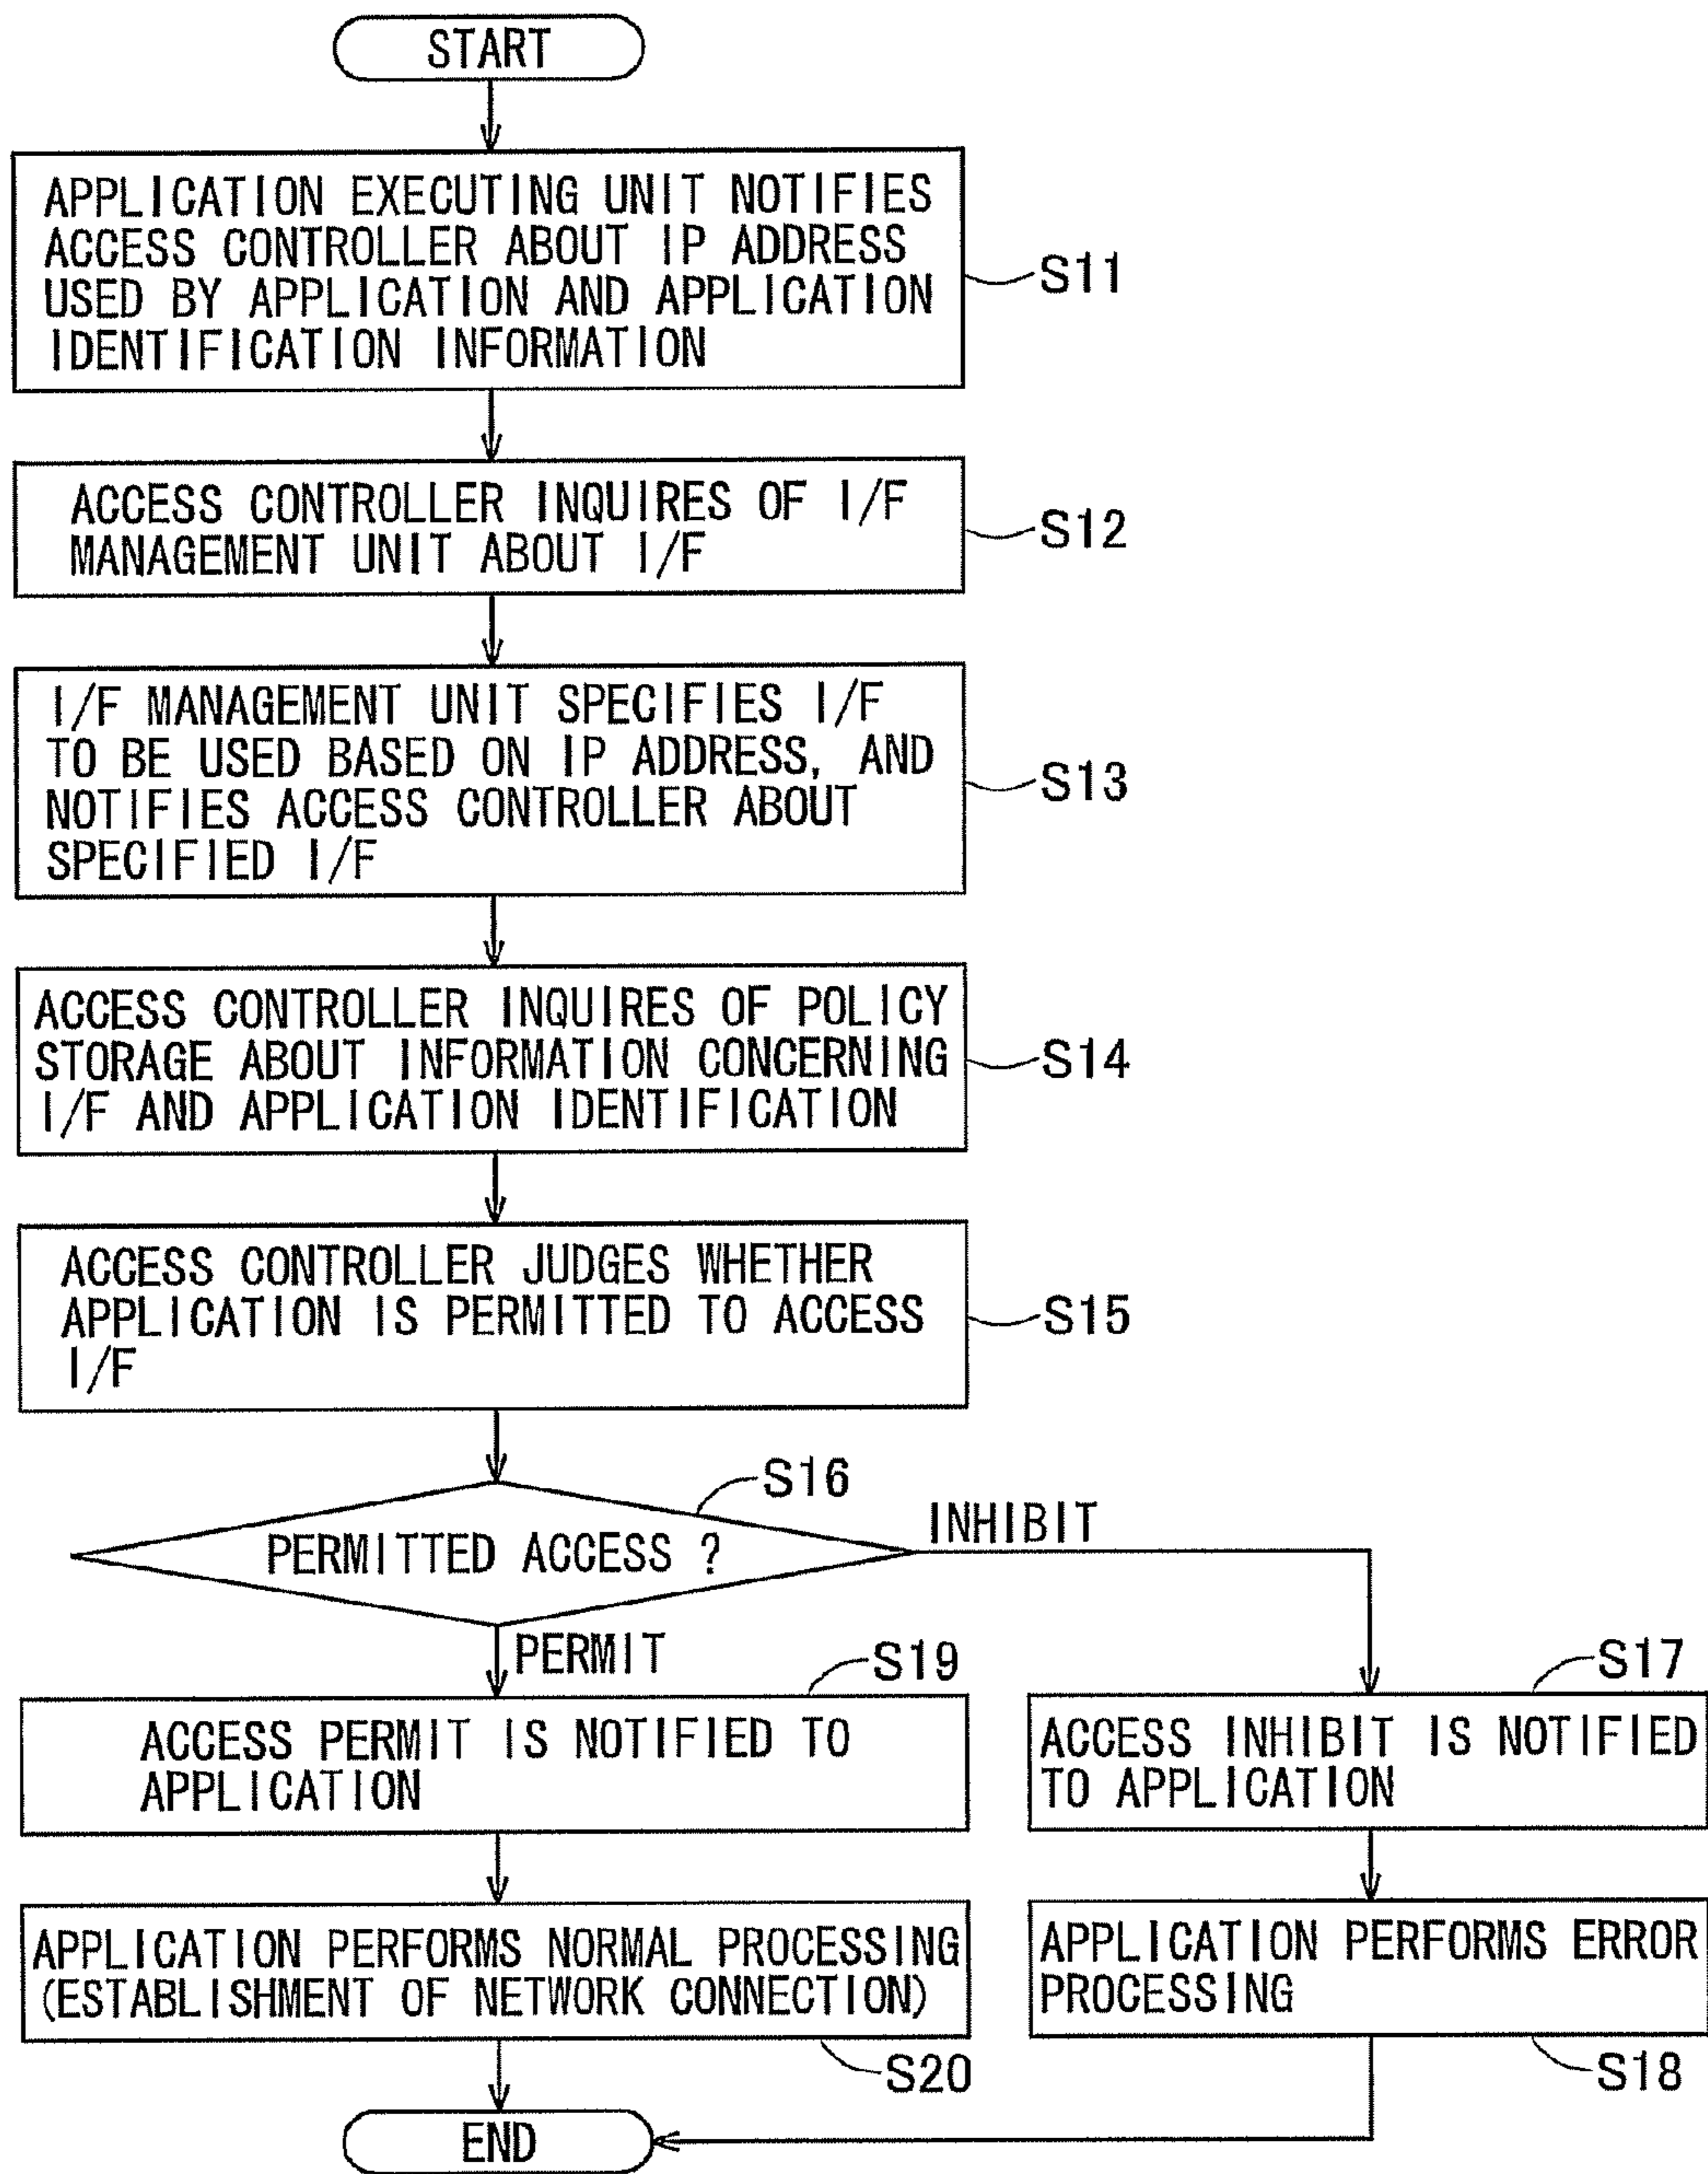 START
APPLICATION EXECUTING UNIT NOTIFIES
ACCESS CONTROLLER ABOUT IP ADDRESS
USED BY APPLICATION AND APPLICATION
IDENTIFICATION INFORMATION
S11
ACCESS CONTROLLER INQUIRES OF I/F
MANAGEMENT UNIT ABOUT I/F
S12
I/F MANAGEMENT UNIT SPECIFIES I/F
TO BE USED BASED ON IP ADDRESS, AND
NOTIFIES ACCESS CONTROLLER ABOUT
SPECIFIED I/F
S13
ACCESS CONTROLLER INQUIRES OF POLICY
STORAGE ABOUT INFORMATION CONCERNING
I/F AND APPLICATION IDENTIFICATION
S14
ACCESS CONTROLLER JUDGES WHETHER
APPLICATION IS PERMITTED TO ACCESS
I/F
S15
S16
PERMITTED ACCESS ?
INHIBIT
PERMIT
S19
ACCESS PERMIT IS NOTIFIED TO
APPLICATION
S17
ACCESS INHIBIT IS NOTIFIED
TO APPLICATION
APPLICATION PERFORMS NORMAL PROCESSING
(ESTABLISHMENT OF NETWORK CONNECTION)
S20
APPLICATION PERFORMS ERROR
PROCESSING
S18
END